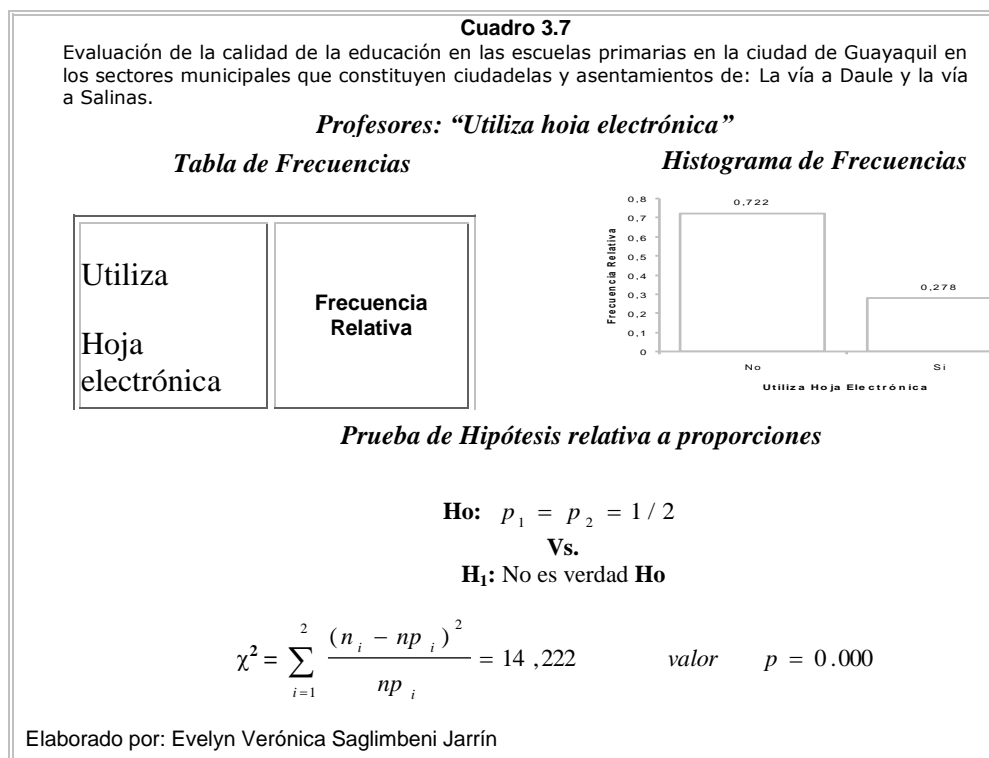 Cuadro 3.7
Evaluación de la calidad de la educación en las escuelas primarias en la ciudad de Guayaquil en
los sectores municipales que constituyen ciudadelas y asentamientos de: La vía a Daule y la vía
a Salinas.
Profesores: “Utiliza hoja electrónica”
Tabla de Frecuencias
Utiliza
Hoja
electrónica
Frecuencia
Relativa
Histograma de Frecuencias
Frecuencia Relativa
0,8
0,7
0,6
0,5
0,4
0,3
0,2
0,1
0
0,722
0,278
No Si
Utiliza Hoja Electrónica
Prueba de Hipótesis relativa a proporciones
Ho: p₁ = p₂ = 1 / 2
Vs.
H₁: No es verdad Ho
χ² = ∑ᵢ₌₁² (nᵢ − npᵢ)² / npᵢ = 14 ,222 valor p = 0.000
Elaborado por: Evelyn Verónica Saglimbeni Jarrín